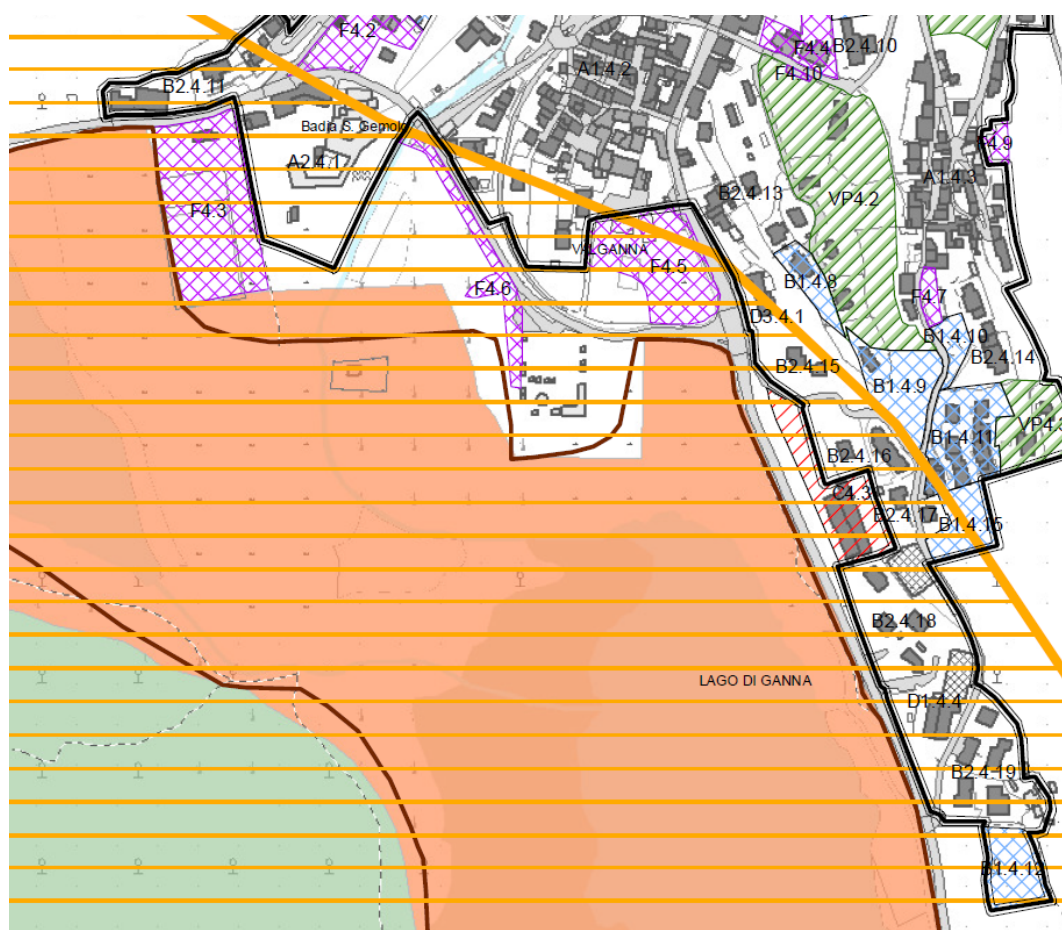 F4.2
F4.4
B2.4.10
A1.4.2
F4.10
B2.4.11
Badia S. Gemolo
F4.9
A2.4.1
A1.4.3
B2.4.13
VP4.2
F4.3
VALGANNA
F4.5
B1.4.8
F4.6
F4.7
D3.4.1
B1.4.10
B2.4.14
B2.4.15
B1.4.9
VP4.3
B1.4.11
B2.4.16
C4.3
B2.4.17
B1.4.15
B2.4.18
LAGO DI GANNA
D1.4.4
B2.4.19
B1.4.12